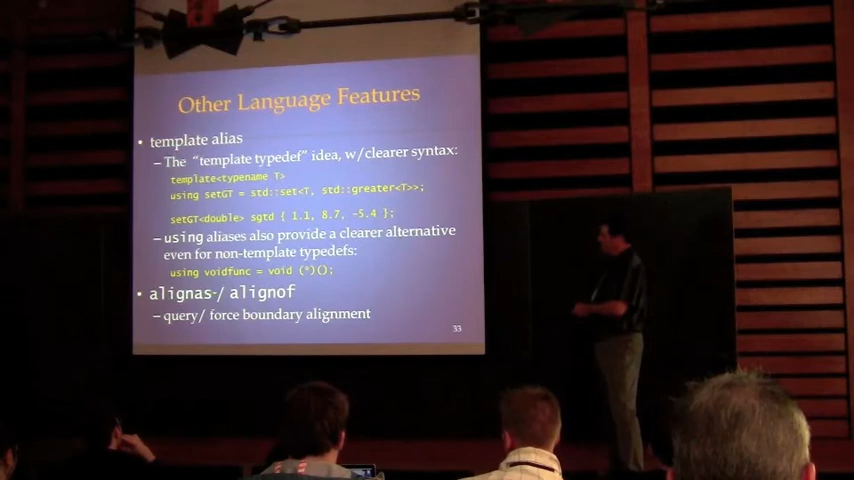 Other Language Features
• template alias
– The “template typedef” idea, w/clearer syntax:
template<typename T>
using setGT = std::set<T, std::greater<T>>;
setGT<double> sgtd { 1.1, 8.7, -5.4 };
– using aliases also provide a clearer alternative
even for non-template typedefs:
using voidfunc = void (*)();
• alignas / alignof
– query/ force boundary alignment
33